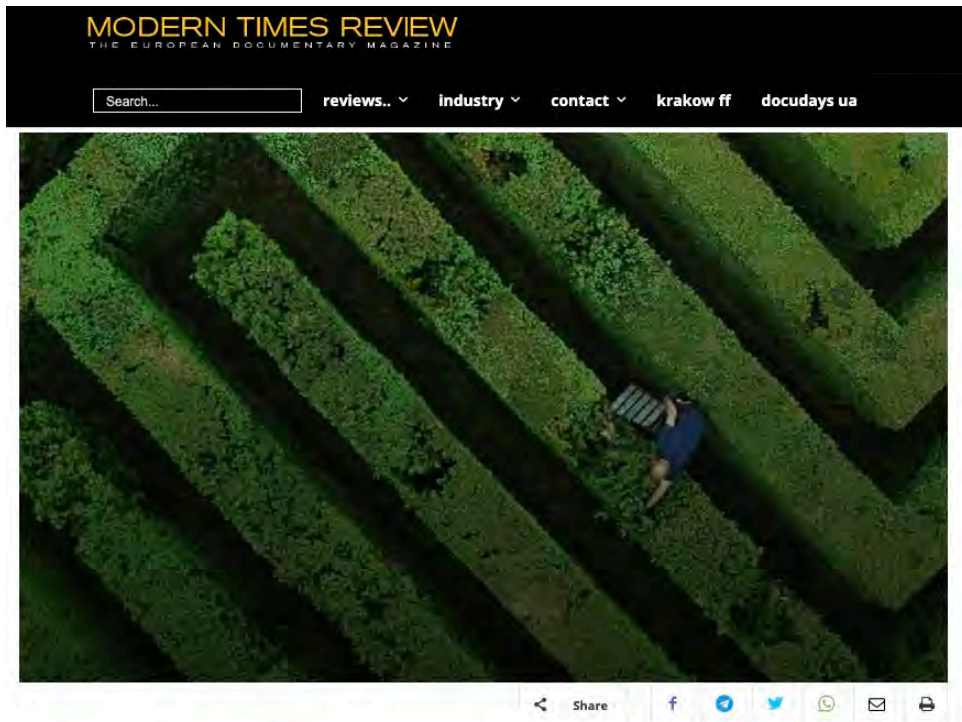 MODERN TIMES REVIEW
THE EUROPEAN DOCUMENTARY MAGAZINE
Search... reviews.. industry contact krakow ff docudays ua
Share